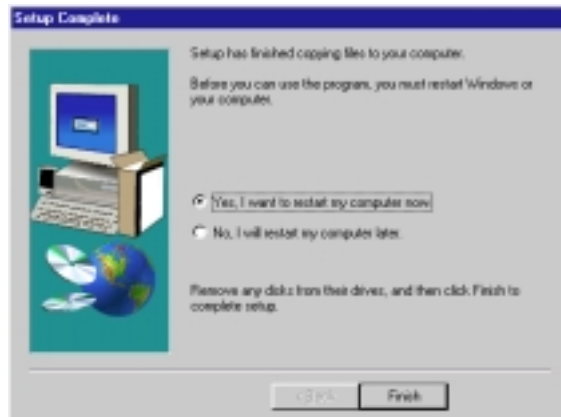 Setup Complete
Setup has finished copying files to your computer.
Before you can use the program, you must restart Windows or
your computer.
Yes, I want to restart my computer now.
No, I will restart my computer later.
Remove any disks from their drives, and then click Finish to
complete setup.
< Back
Finish